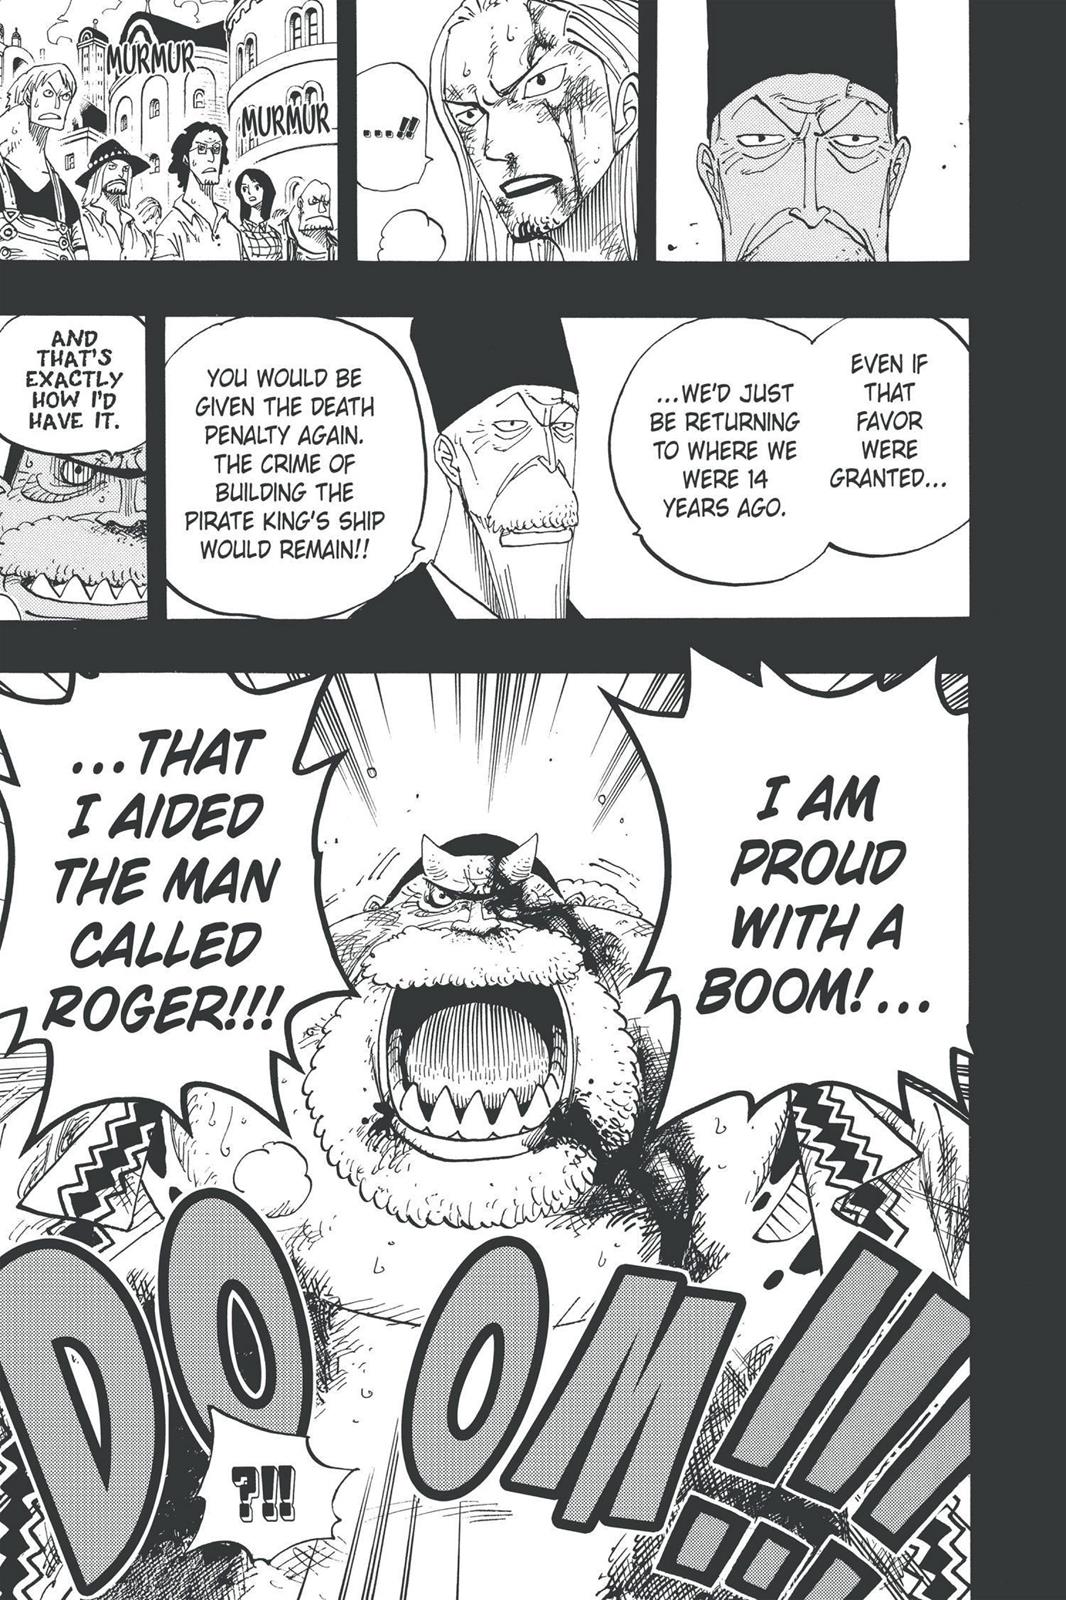 ....!!
MURMUR
MURMUR
EVEN IF
THAT
FAVOR
WERE
GRANTED...
...WE'D JUST
BE RETURNING
TO WHERE WE
WERE 14
YEARS AGO.
YOU WOULD BE
GIVEN THE DEATH
PENALTY AGAIN.
THE CRIME OF
BUILDING THE
PIRATE KING'S SHIP
WOULD REMAIN!!
AND
THAT'S
EXACTLY
HOW I'D
HAVE IT.
I AM
PROUD
WITH A
BOOM!...
...THAT
I AIDED
THE MAN
CALLED
ROGER!!!
DOOM!!!
?!!